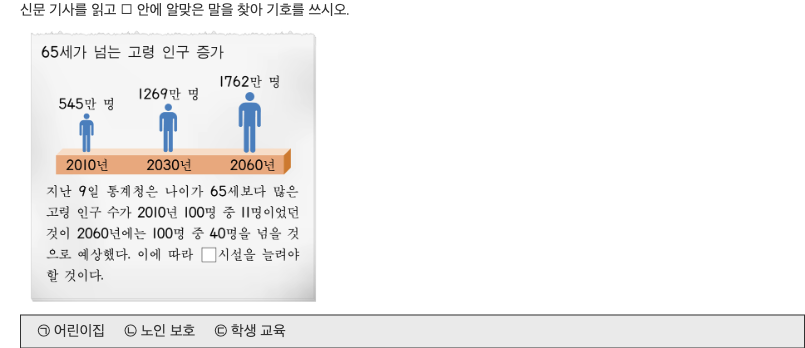 신문 기사를 읽고 □ 안에 알맞은 말을 찾아 기호를 쓰시오.
65세가 넘는 고령 인구 증가
545만 명
1269만 명
1762만 명
2010년 2030년 2060년
지난 9일 통계청은 나이가 65세보다 많은
고령 인구 수가 2010년 100명 중 11명이었던
것이 2060년에는 100명 중 40명을 넘을 것
으로 예상했다. 이에 따라 □시설을 늘려야
할 것이다.
㉠ 어린이집 ㉡ 노인 보호 ㉢ 학생 교육